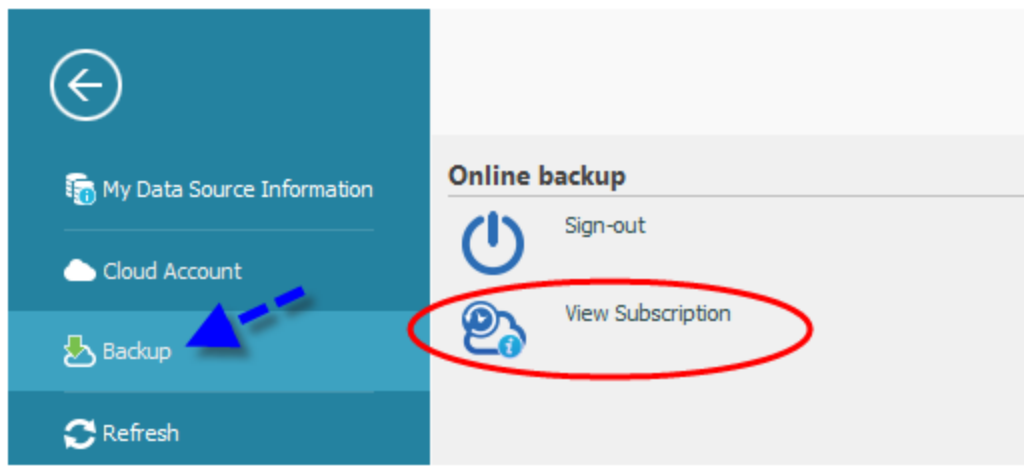 My Data Source Information
Cloud Account
Backup
Refresh
Online backup
Sign-out
View Subscription